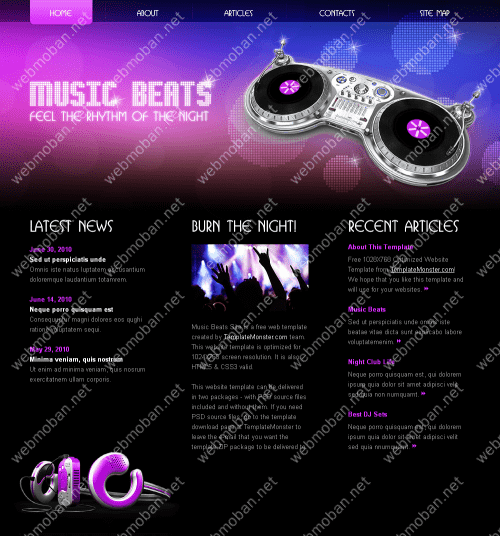 HOME
ABOUT
ARTICLES
CONTACTS
SITE MAP
MUSIC BEATS
FEEL THE RHYTHM OF THE NIGHT
LATEST NEWS
June 30, 2010
Sed ut perspiciatis unde
Omnis iste natus luptatem accusantium
doloremque laudantium totamrem.
June 14, 2010
Neque porro quisquam est
Consequuntur magni dolores eos qughi
ratione voluptatem sequi.
May 29, 2010
Minima veniam, quis nostrum
Ut enim ad minima veniam, quis nostrum
exercitatnem ullam corporis.
BURN THE NIGHT!
Music Beats Site is a free web template
created by TemplateMonster.com team.
This website template is optimized for
1024X768 screen resolution. It is also
HTML5 & CSS3 valid.
This website template can be delivered
in two packages - with PSD source files
included and without them. If you need
PSD source files, go to the template
download page at TemplateMonster to
leave the e-mail that you want the
template ZIP package to be delivered to.
RECENT ARTICLES
About This Template
Free 1028X768 Optimized Website
Template from TemplateMonster.com!
We hope that you like this template and
will use for your websites.
Music Beats
Sed ut perspiciatis unde omnis iste
beatae vitae dicta sunt explicabo labore
voluptatemenim.
Night Club Life
Neque porro quisquam est, qui dolorem
ipsum quia dolor sit amet adipisci velit
sed quia non numquamt.
Best DJ Sets
Neque porro quisquam est, qui dolorem
ipsum quia dolor sit amet adipisci velit
sed quia mnumquamt.
webmoban.net